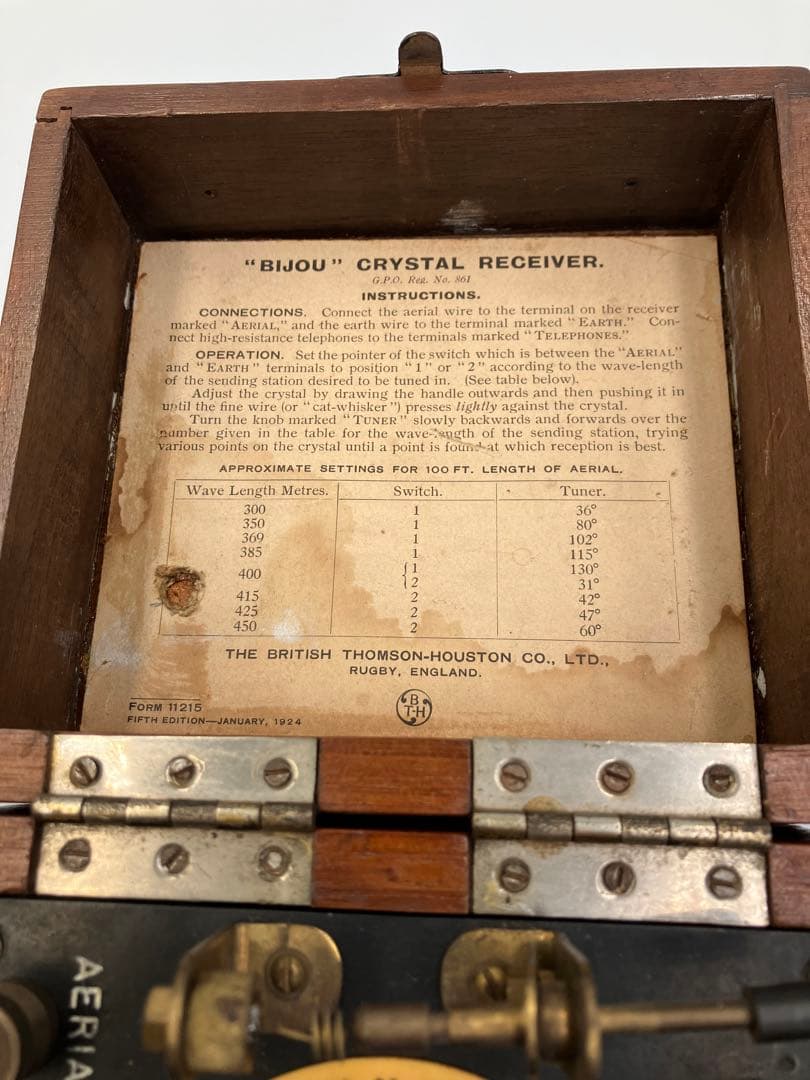 "BIJOU" CRYSTAL RECEIVER.
G.P.O. Reg. No. 861
INSTRUCTIONS.
CONNECTIONS. Connect the aerial wire to the terminal on the receiver
marked "AERIAL," and the earth wire to the terminal marked "EARTH." Con-
nect high-resistance telephones to the terminals marked "TELEPHONES."
OPERATION. Set the pointer of the switch which is between the "AERIAL"
and "EARTH" terminals to position "1" or "2" according to the wave-length
of the sending station desired to be tuned in. (See table below).
Adjust the crystal by drawing the handle outwards and then pushing it in
until the fine wire (or "cat-whisker") presses lightly against the crystal.
Turn the knob marked "TUNER" slowly backwards and forwards over the
number given in the table for the wave-length of the sending station, trying
various points on the crystal until a point is found at which reception is best.
APPROXIMATE SETTINGS FOR 100 FT. LENGTH OF AERIAL.
Wave Length Metres. Switch. Tuner.
300 1 36°
350 1 80°
369 1 102°
385 1 115°
400 { 1 130°
2 31°
415 2 42°
425 2 47°
450 2 60°
THE BRITISH THOMSON-HOUSTON CO., LTD.,
RUGBY, ENGLAND.
FORM 11215
FIFTH EDITION—JANUARY, 1924
B
T-H
AERIA